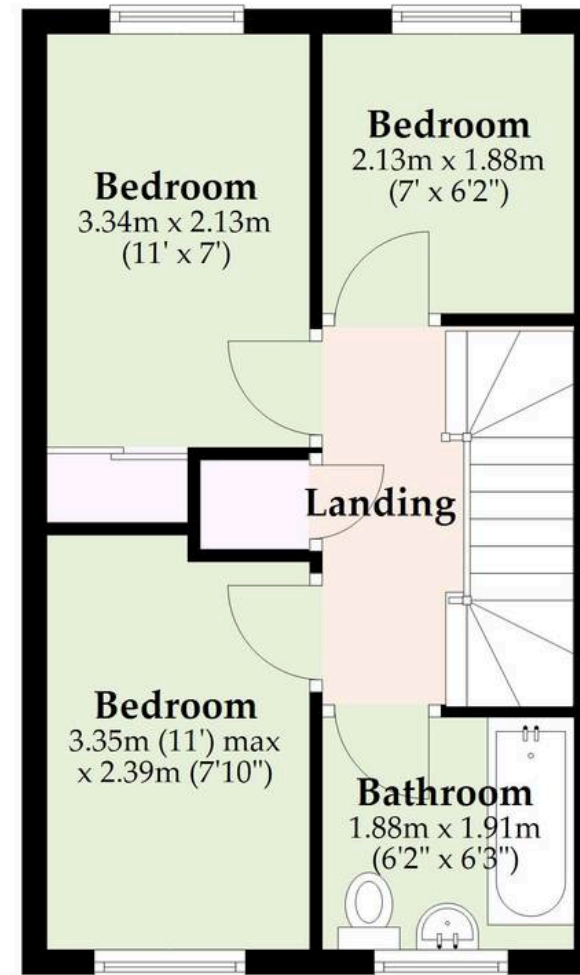 Bedroom
3.34m x 2.13m
(11' x 7')
Bedroom
2.13m x 1.88m
(7' x 6'2")
Landing
Bedroom
3.35m (11') max
x 2.39m (7'10")
Bathroom
1.88m x 1.91m
(6'2" x 6'3")